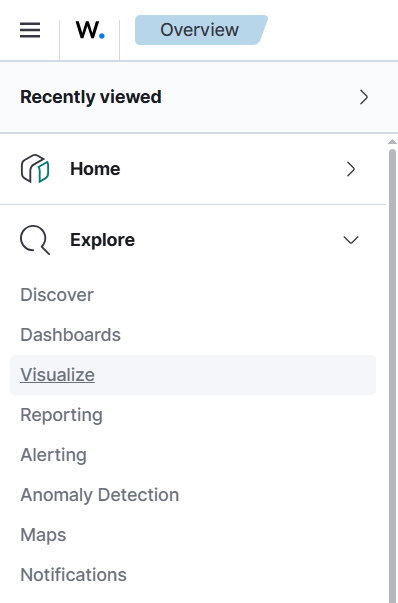 W.
Overview
Recently viewed
Home
Explore
Discover
Dashboards
Visualize
Reporting
Alerting
Anomaly Detection
Maps
Notifications